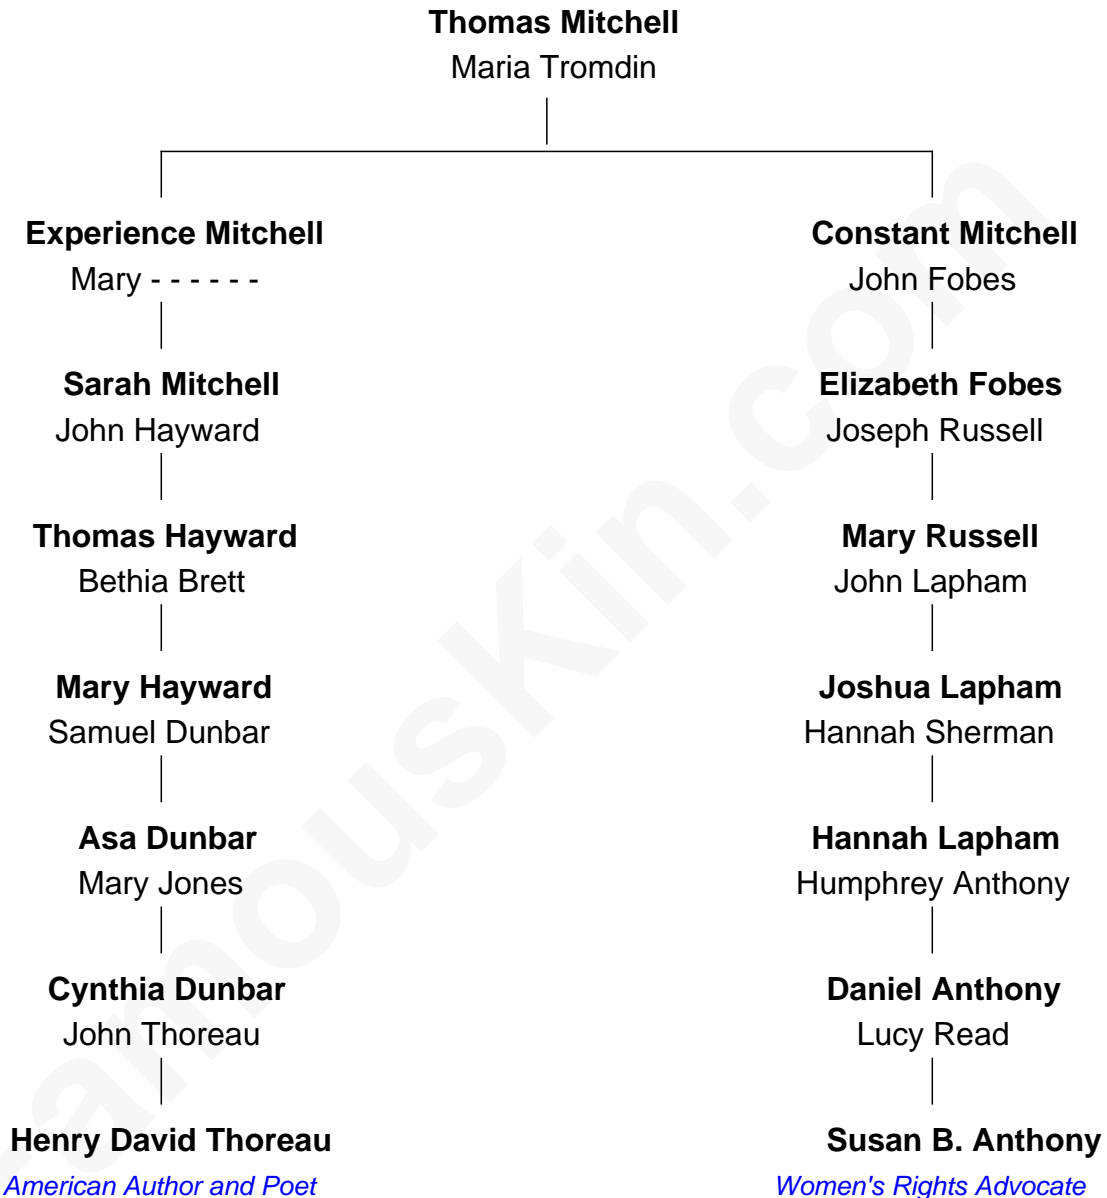 Thomas Mitchell
Maria Tromdin
Experience Mitchell
Mary - - - - - -
Constant Mitchell
John Fobes
Sarah Mitchell
John Hayward
Elizabeth Fobes
Joseph Russell
Thomas Hayward
Bethia Brett
Mary Russell
John Lapham
Mary Hayward
Samuel Dunbar
Joshua Lapham
Hannah Sherman
Asa Dunbar
Mary Jones
Hannah Lapham
Humphrey Anthony
Cynthia Dunbar
John Thoreau
Daniel Anthony
Lucy Read
Henry David Thoreau
American Author and Poet
Susan B. Anthony
Women's Rights Advocate
FamousKin.com